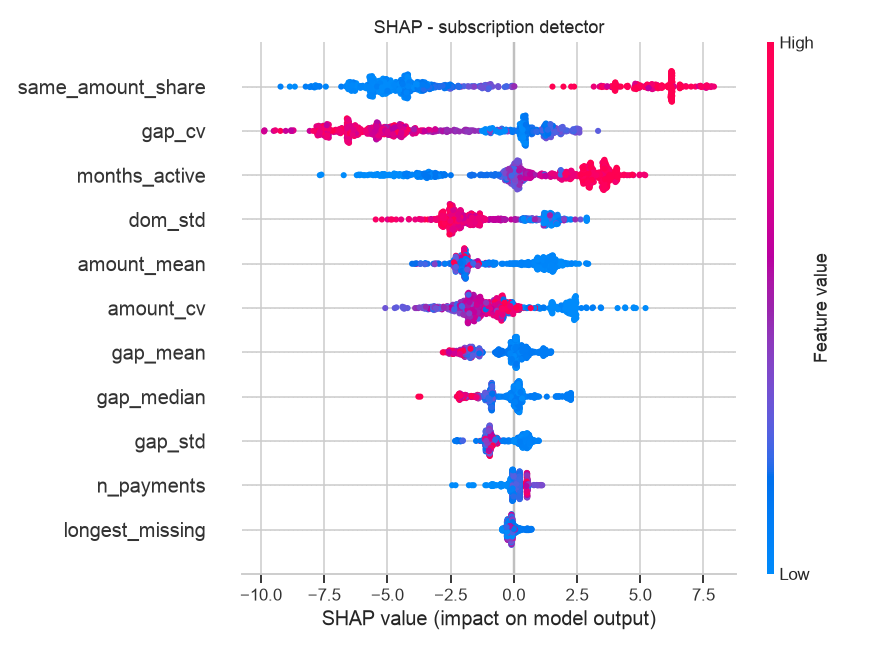 SHAP - subscription detector
High
same_amount_share
gap_cv
months_active
dom_std
amount_mean
amount_cv
gap_mean
gap_median
gap_std
n_payments
longest_missing
Feature value
Low
−10.0 −7.5 −5.0 −2.5 0.0 2.5 5.0 7.5
SHAP value (impact on model output)